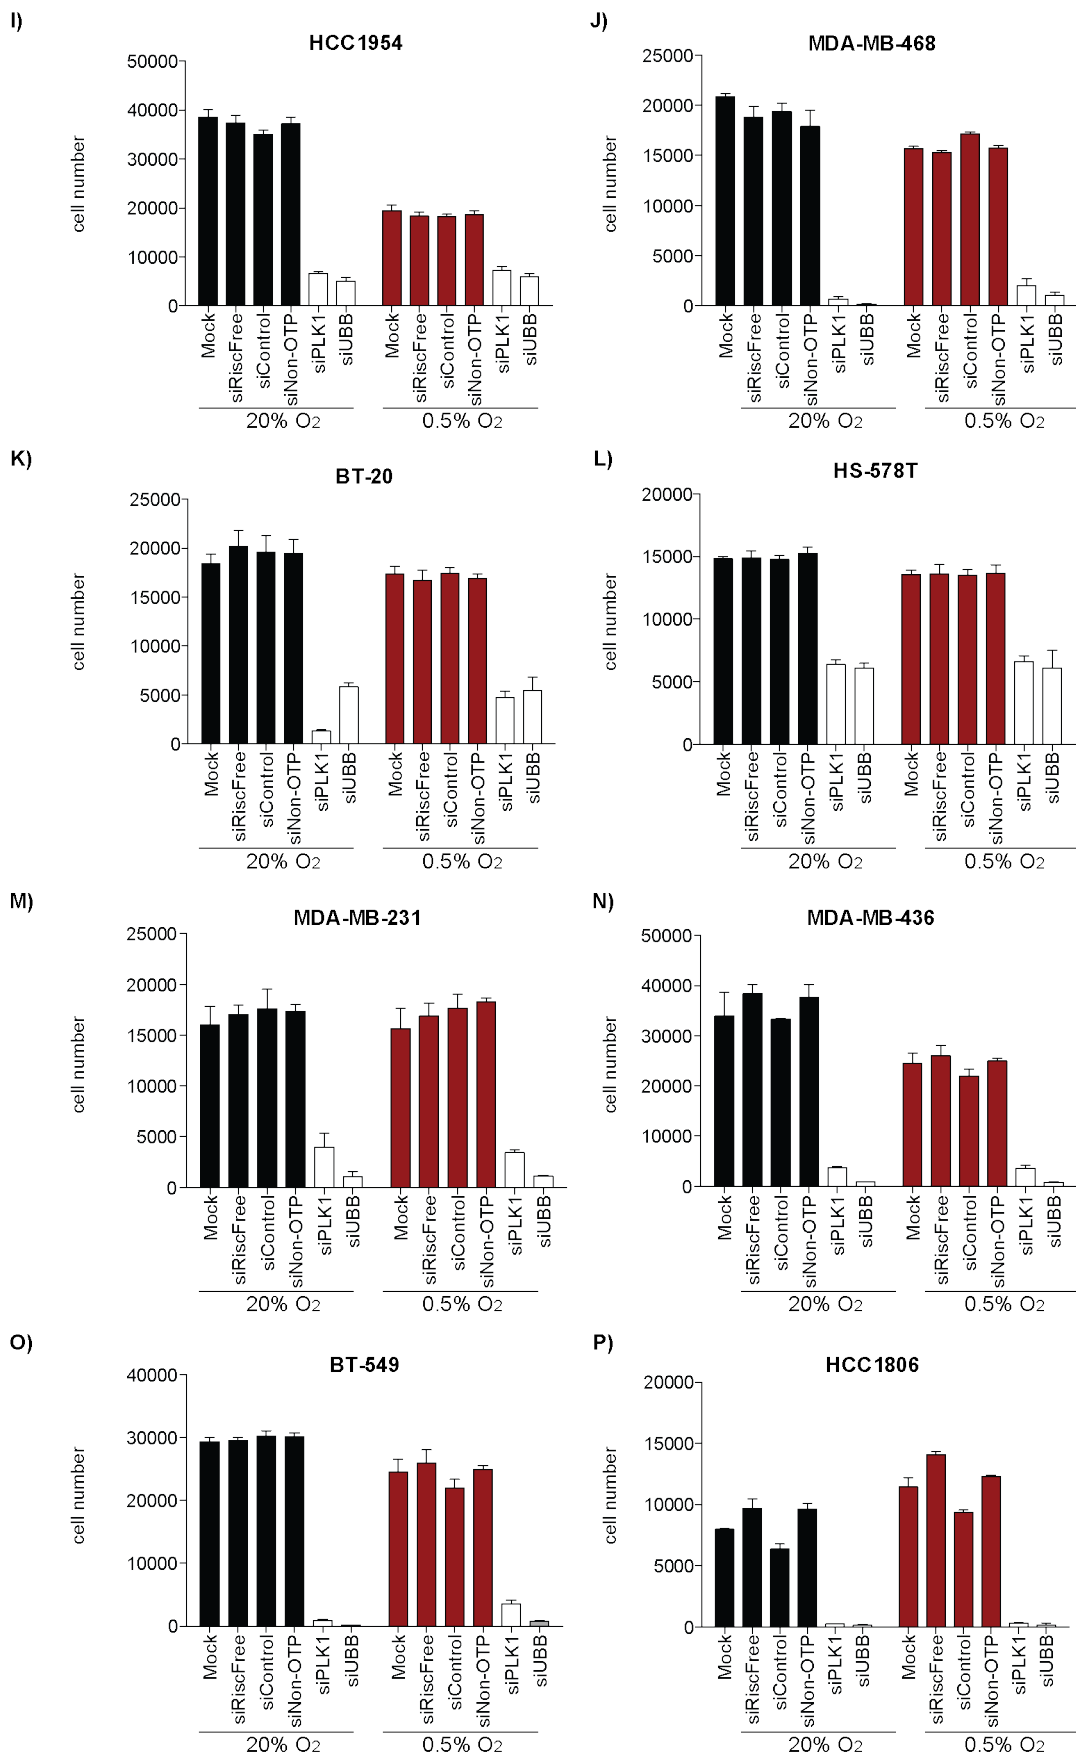 I)
HCC1954
50000
40000
30000
20000
10000
0
cell number
Mock
siRiscFree
siControl
siNon-OTP
siPLK1
siUBB
Mock
siRiscFree
siControl
siNon-OTP
siPLK1
siUBB
20% O2
0.5% O2
J)
MDA-MB-468
25000
20000
15000
10000
5000
0
cell number
Mock
siRiscFree
siControl
siNon-OTP
siPLK1
siUBB
Mock
siRiscFree
siControl
siNon-OTP
siPLK1
siUBB
20% O2
0.5% O2
K)
BT-20
25000
20000
15000
10000
5000
0
cell number
Mock
siRiscFree
siControl
siNon-OTP
siPLK1
siUBB
Mock
siRiscFree
siControl
siNon-OTP
siPLK1
siUBB
20% O2
0.5% O2
L)
HS-578T
20000
15000
10000
5000
0
cell number
Mock
siRiscFree
siControl
siNon-OTP
siPLK1
siUBB
Mock
siRiscFree
siControl
siNon-OTP
siPLK1
siUBB
20% O2
0.5% O2
M)
MDA-MB-231
25000
20000
15000
10000
5000
0
cell number
Mock
siRiscFree
siControl
siNon-OTP
siPLK1
siUBB
Mock
siRiscFree
siControl
siNon-OTP
siPLK1
siUBB
20% O2
0.5% O2
N)
MDA-MB-436
50000
40000
30000
20000
10000
0
cell number
Mock
siRiscFree
siControl
siNon-OTP
siPLK1
siUBB
Mock
siRiscFree
siControl
siNon-OTP
siPLK1
siUBB
20% O2
0.5% O2
O)
BT-549
40000
30000
20000
10000
0
cell number
Mock
siRiscFree
siControl
siNon-OTP
siPLK1
siUBB
Mock
siRiscFree
siControl
siNon-OTP
siPLK1
siUBB
20% O2
0.5% O2
P)
HCC1806
20000
15000
10000
5000
0
cell number
Mock
siRiscFree
siControl
siNon-OTP
siPLK1
siUBB
Mock
siRiscFree
siControl
siNon-OTP
siPLK1
siUBB
20% O2
0.5% O2